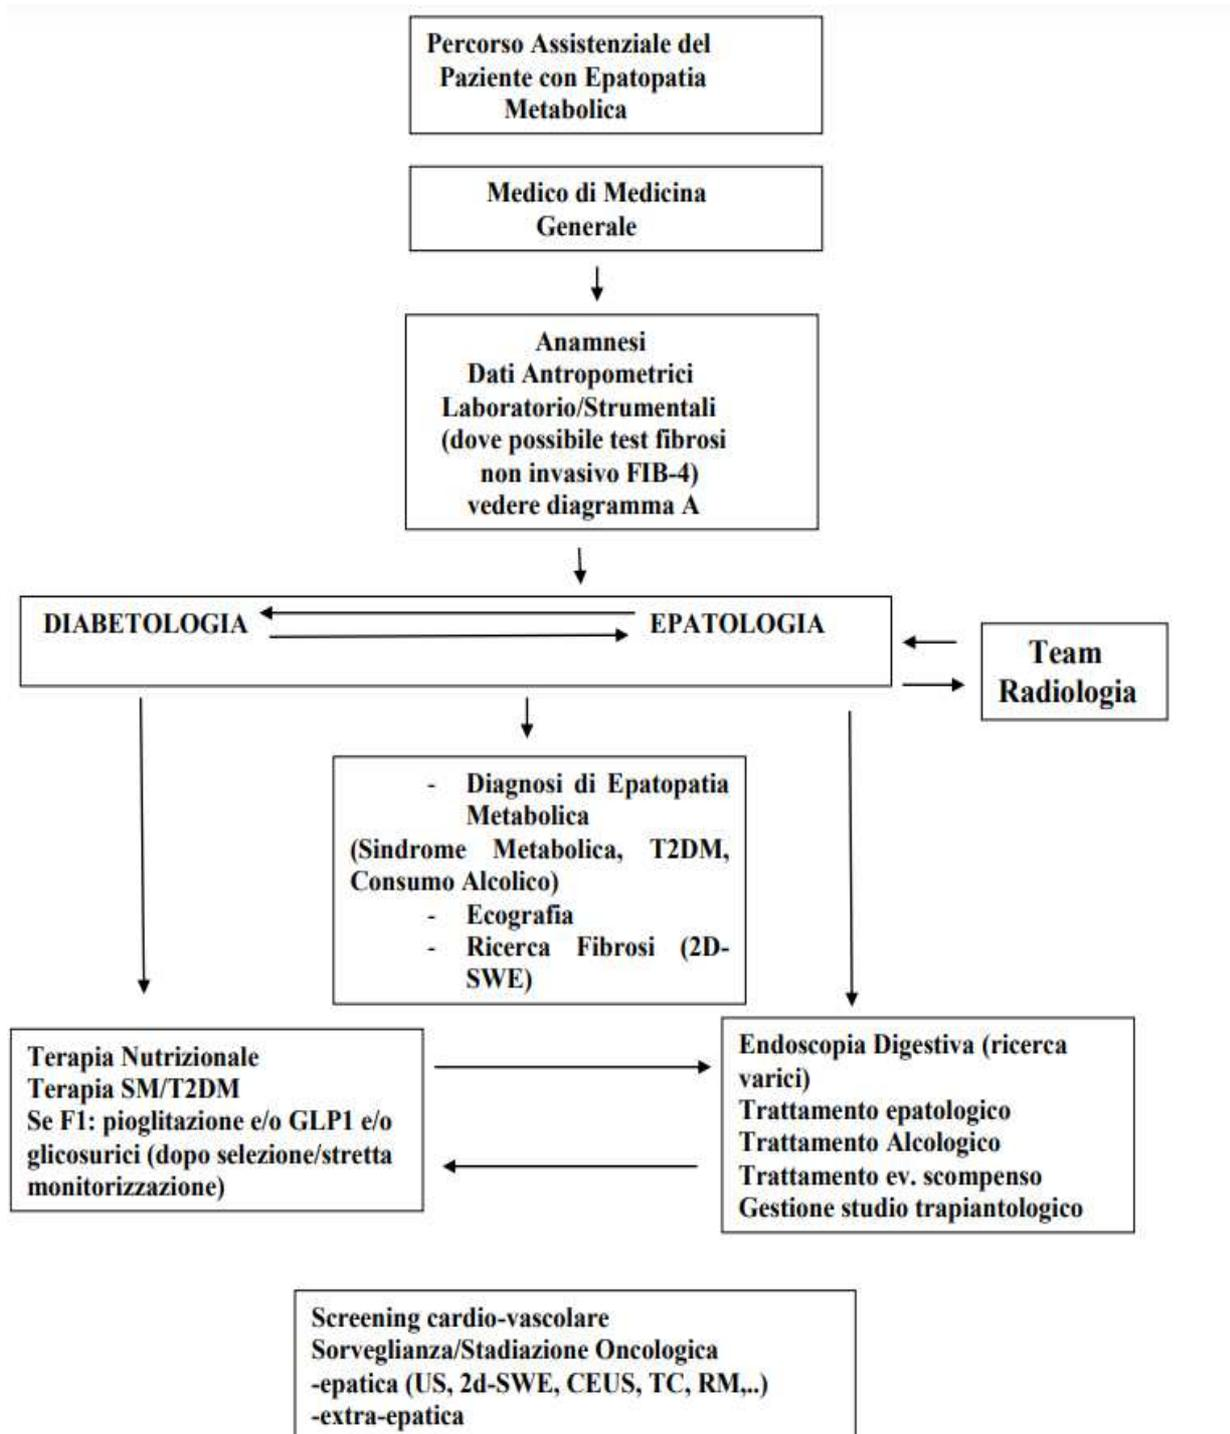 Percorso Assistenziale del
Paziente con Epatopatia
Metabolica
Medico di Medicina
Generale
Anamnesi
Dati Antropometrici
Laboratorio/Strumentali
(dove possibile test fibrosi
non invasivo FIB-4)
vedere diagramma A
DIABETOLOGIA
EPATOLOGIA
Team
Radiologia
- Diagnosi di Epatopatia
Metabolica
(Sindrome Metabolica, T2DM,
Consumo Alcolico)
- Ecografia
- Ricerca Fibrosi (2D-
SWE)
Terapia Nutrizionale
Terapia SM/T2DM
Se F1: pioglitazione e/o GLP1 e/o
glicosurici (dopo selezione/stretta
monitorizzazione)
Endoscopia Digestiva (ricerca
varici)
Trattamento epatologico
Trattamento Alcologico
Trattamento ev. scompenso
Gestione studio trapiantologico
Screening cardio-vascolare
Sorveglianza/Stadiazione Oncologica
-epatica (US, 2d-SWE, CEUS, TC, RM,..)
-extra-epatica